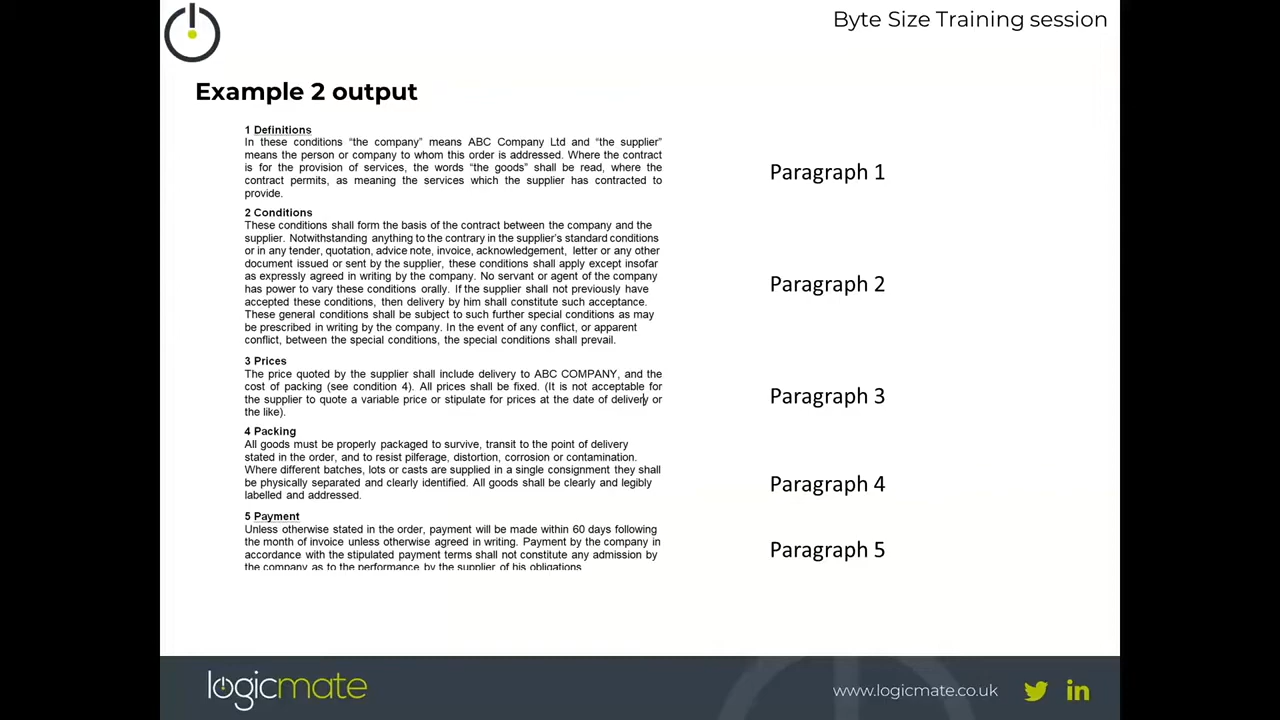 Byte Size Training session
Example 2 output
1 Definitions
In these conditions “the company” means ABC Company Ltd and “the supplier”
means the person or company to whom this order is addressed. Where the contract
is for the provision of services, the words “the goods” shall be read, where the
contract permits, as meaning the services which the supplier has contracted to
provide.
Paragraph 1
2 Conditions
These conditions shall form the basis of the contract between the company and the
supplier. Notwithstanding anything to the contrary in the supplier’s standard conditions
or in any tender, quotation, advice note, invoice, acknowledgement, letter or any other
document issued or sent by the supplier, these conditions shall apply except insofar
as expressly agreed in writing by the company. No servant or agent of the company
has power to vary these conditions orally. If the supplier shall not previously have
accepted these conditions, then delivery by him shall constitute such acceptance.
These general conditions shall be subject to such further special conditions as may
be prescribed in writing by the company. In the event of any conflict, or apparent
conflict, between the special conditions, the special conditions shall prevail.
Paragraph 2
3 Prices
The price quoted by the supplier shall include delivery to ABC COMPANY, and the
cost of packing (see condition 4). All prices shall be fixed. (It is not acceptable for
the supplier to quote a variable price or stipulate for prices at the date of delivery or
the like).
Paragraph 3
4 Packing
All goods must be properly packaged to survive, transit to the point of delivery
stated in the order, and to resist pilferage, distortion, corrosion or contamination.
Where different batches, lots or casts are supplied in a single consignment they shall
be physically separated and clearly identified. All goods shall be clearly and legibly
labelled and addressed.
Paragraph 4
5 Payment
Unless otherwise stated in the order, payment will be made within 60 days following
the month of invoice unless otherwise agreed in writing. Payment by the company in
accordance with the stipulated payment terms shall not constitute any admission by
the company as to the performance by the supplier of his obligations
Paragraph 5
logicmate
www.logicmate.co.uk
in